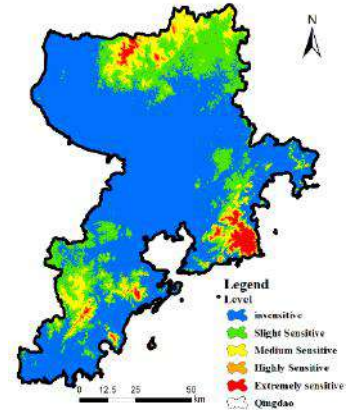 N
Legend
Level
insensitive
Slight Sensitive
Medium Sensitive
Highly Sensitive
Extremely sensitive
Qingdao
0 12.5 25 50
km